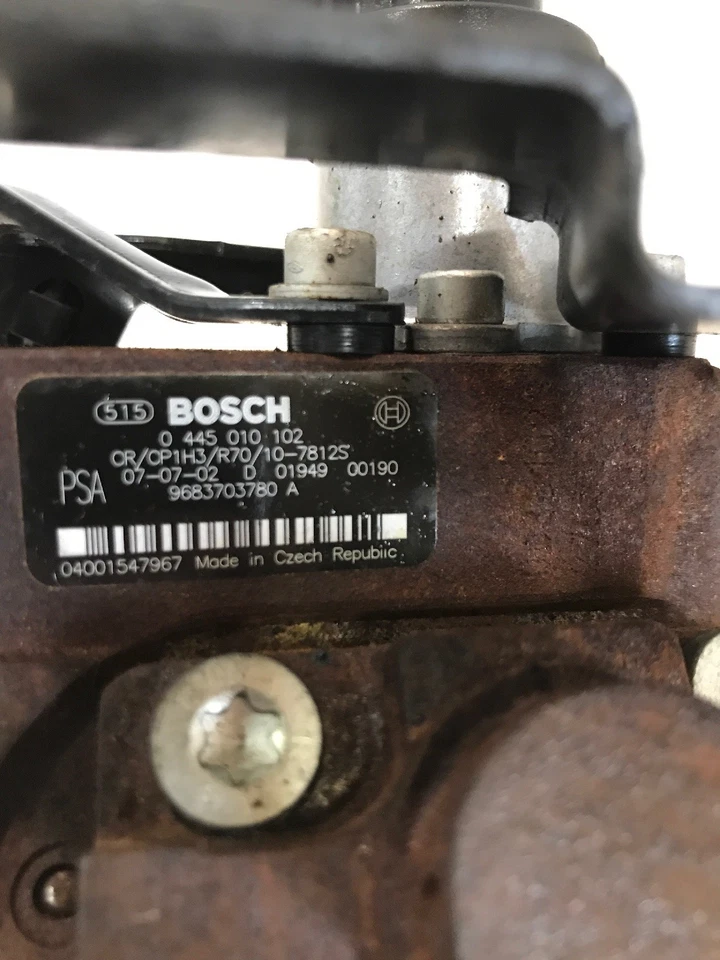 515 BOSCH H
0 445 010 102
CR/CP1H3/R70/10-7812S
07-07-02 D 01949 00190
PSA 9683703780 A
04001547967 Made in Czech Republic